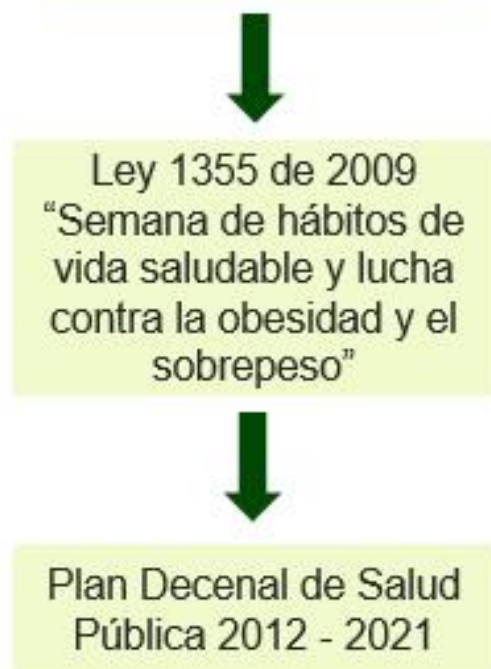 Ley 1355 de 2009
“Semana de hábitos de
vida saludable y lucha
contra la obesidad y el
sobrepeso”
Plan Decenal de Salud
Pública 2012 - 2021